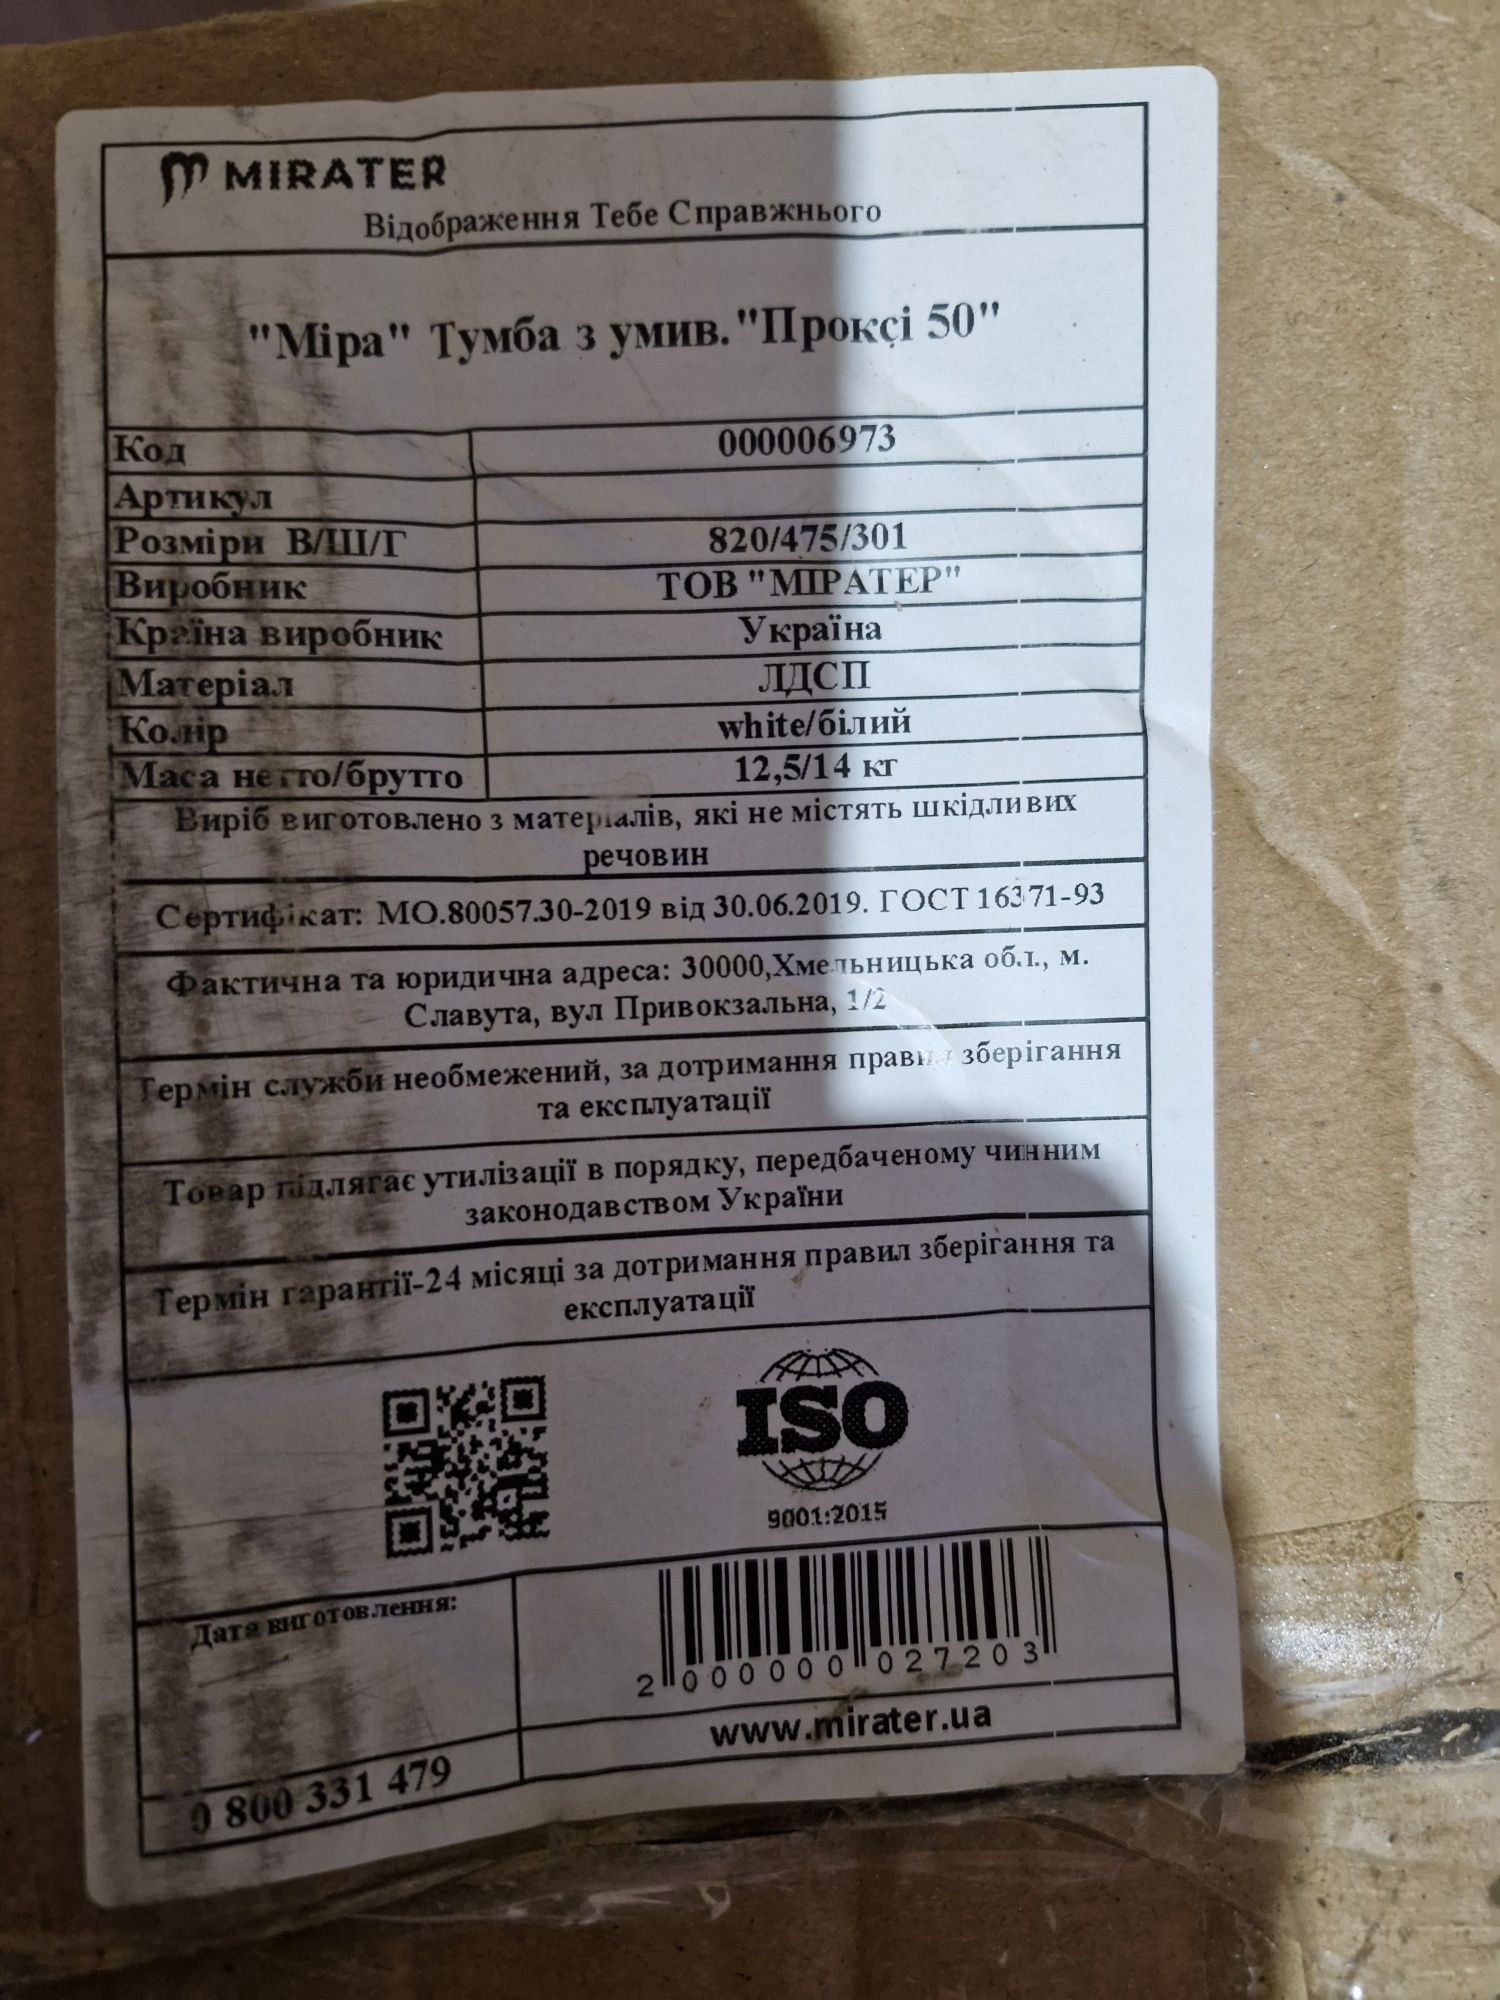 MIRATER
Відображення Тебе Справжнього
"Міра" Тумба з умив. "Проксі 50"
Код 000006973
Артикул
Розміри В/Ш/Г 820/475/301
Виробник ТОВ "МІРАТЕР"
Країна виробник Україна
Матеріал ЛДСП
Колір white/білий
Маса нетто/брутто 12,5/14 кг
Виріб виготовлено з матеріалів, які не містять шкідливих
речовин
Сертифікат: МО.80057.30-2019 від 30.06.2019. ГОСТ 16371-93
Фактична та юридична адреса: 30000,Хмельницька обл., м.
Славута, вул Привокзальна, 1/2
Термін служби необмежений, за дотримання правил зберігання
та експлуатації
Товар підлягає утилізації в порядку, передбаченому чинним
законодавством України
Термін гарантії-24 місяці за дотримання правил зберігання та
експлуатації
ISO
9001:2015
Дата виготовлення:
2 000000 027203
www.mirater.ua
0 800 331 479